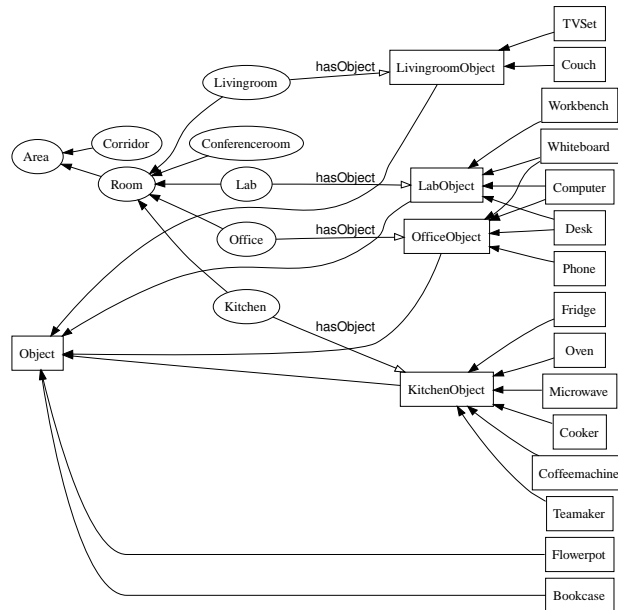 TVSet
Livingroom
hasObject
LivingroomObject
Couch
Workbench
Corridor
Conferenceroom
Whiteboard
Area
Room
Lab
hasObject
LabObject
Computer
Office
hasObject
OfficeObject
Desk
Phone
Kitchen
Fridge
hasObject
Object
Oven
KitchenObject
Microwave
Cooker
Coffeemachine
Teamaker
Flowerpot
Bookcase